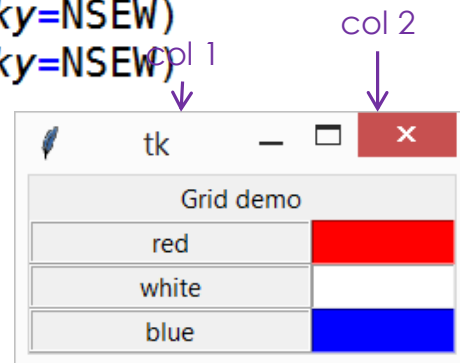 ky=NSEW)
col 2
ky=NSEW)
col 1
tk
Grid demo
red
white
blue